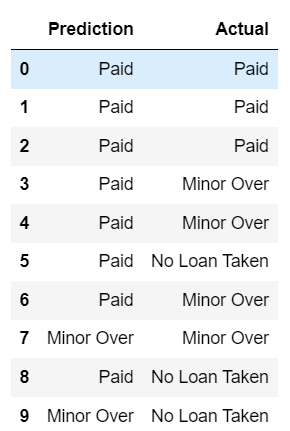 Prediction Actual
0 Paid Paid
1 Paid Paid
2 Paid Paid
3 Paid Minor Over
4 Paid Minor Over
5 Paid No Loan Taken
6 Paid Minor Over
7 Minor Over Minor Over
8 Paid No Loan Taken
9 Minor Over No Loan Taken